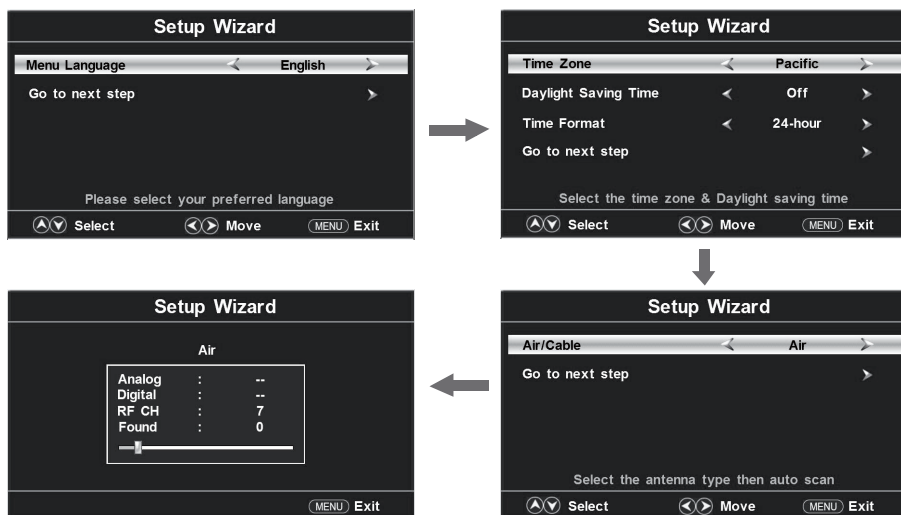 Setup Wizard
Menu Language English
Go to next step
Please select your preferred language
Select Move MENU Exit
Setup Wizard
Time Zone Pacific
Daylight Saving Time Off
Time Format 24-hour
Go to next step
Select the time zone & Daylight saving time
Select Move MENU Exit
Setup Wizard
Air/Cable Air
Go to next step
Select the antenna type then auto scan
Select Move MENU Exit
Setup Wizard
Air
Analog : --
Digital : --
RF CH : 7
Found : 0
MENU Exit